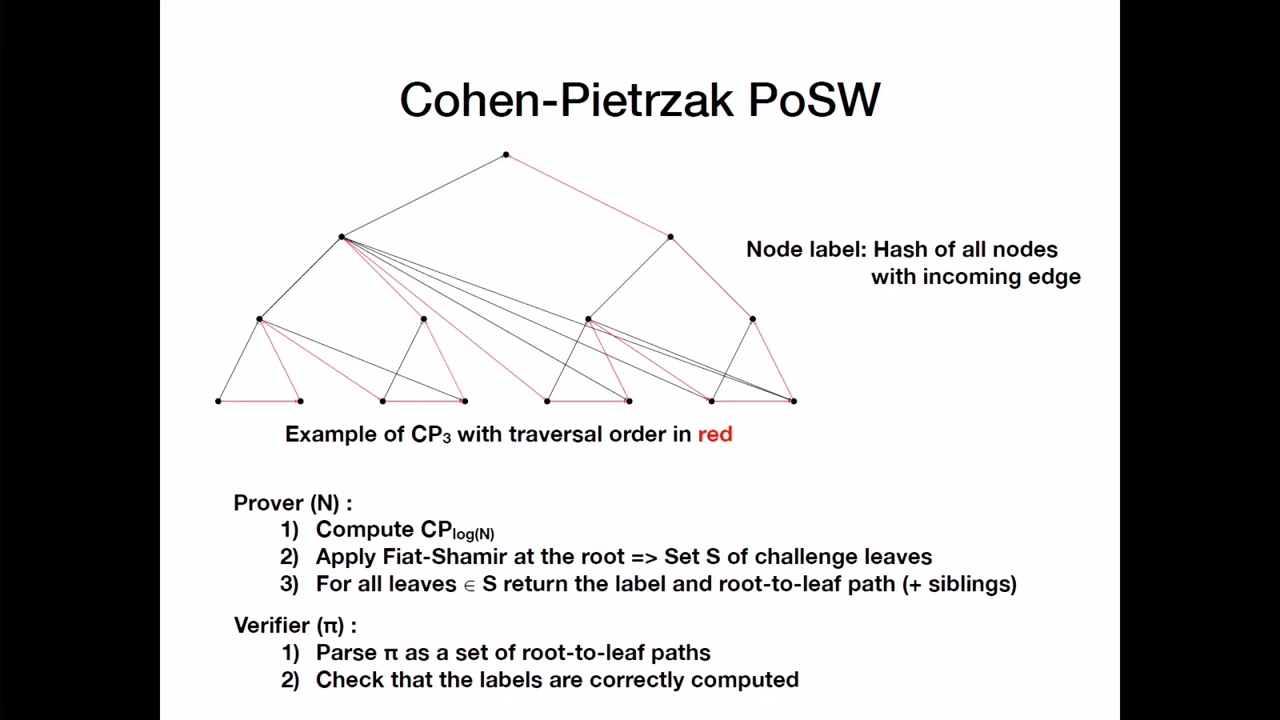 Cohen-Pietrzak PoSW
Node label: Hash of all nodes
with incoming edge
Example of CP₃ with traversal order in red
Prover (N) :
1) Compute CPlog(N)
2) Apply Fiat-Shamir at the root => Set S of challenge leaves
3) For all leaves ∈ S return the label and root-to-leaf path (+ siblings)
Verifier (π) :
1) Parse π as a set of root-to-leaf paths
2) Check that the labels are correctly computed